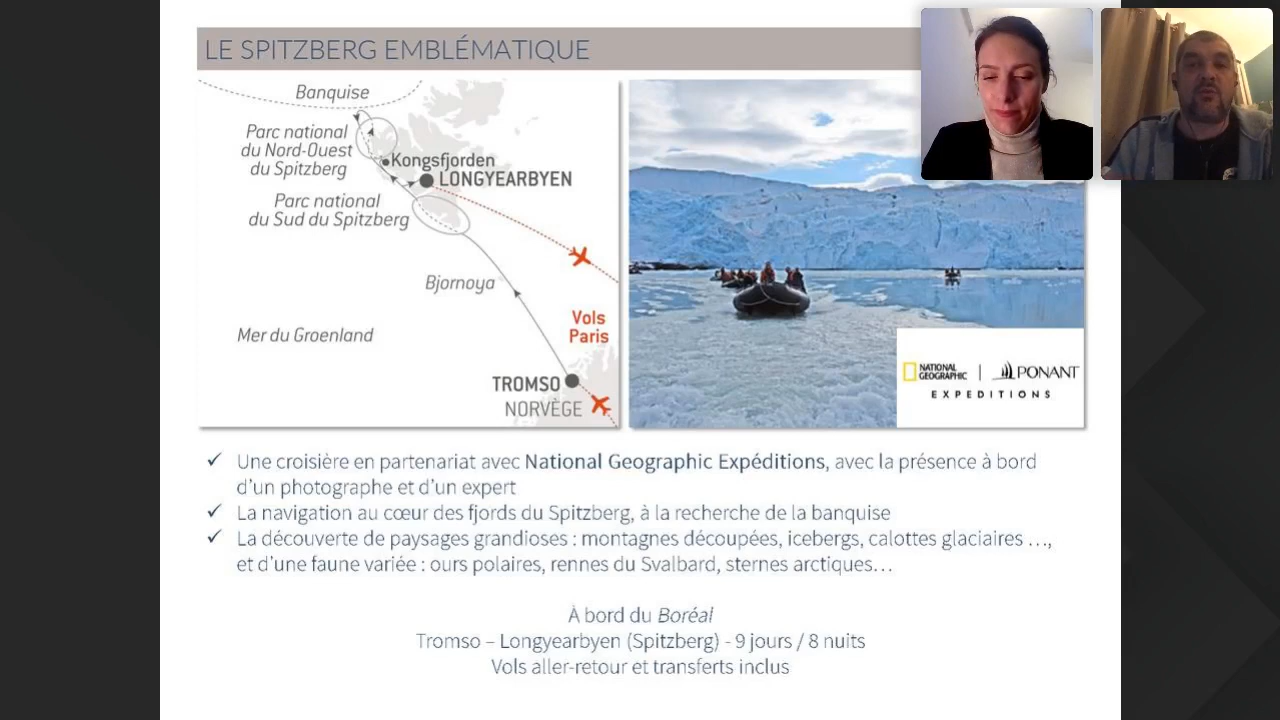 LE SPITZBERG EMBLÉMATIQUE
Banquise
Parc national
du Nord-Ouest
du Spitzberg
Kongsfjorden
LONGYEARBYEN
Parc national
du Sud du Spitzberg
Bjornoya
Vols
Paris
Mer du Groenland
TROMSO
NORVÈGE
NATIONAL
GEOGRAPHIC
PONANT
EXPEDITIONS
✓ Une croisière en partenariat avec National Geographic Expéditions, avec la présence à bord
d'un photographe et d'un expert
✓ La navigation au cœur des fjords du Spitzberg, à la recherche de la banquise
✓ La découverte de paysages grandioses : montagnes découpées, icebergs, calottes glaciaires …,
et d'une faune variée : ours polaires, rennes du Svalbard, sternes arctiques…
À bord du Boréal
Tromso – Longyearbyen (Spitzberg) - 9 jours / 8 nuits
Vols aller-retour et transferts inclus